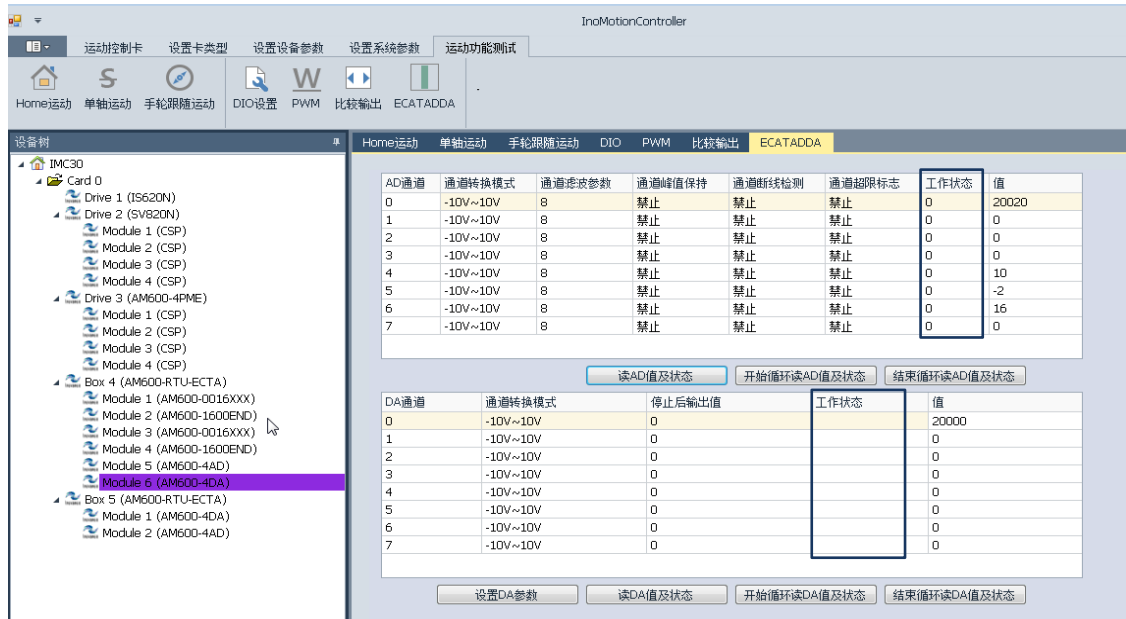 InoMotionController
运动控制卡 设置卡类型 设置设备参数 设置系统参数 运动功能测试
Home运动 单轴运动 手轮跟随运动 DIO设置 PWM 比较输出 ECATADDA
设备树
IMC30
Card 0
Drive 1 (IS620N)
Drive 2 (SV820N)
Module 1 (CSP)
Module 2 (CSP)
Module 3 (CSP)
Module 4 (CSP)
Drive 3 (AM600-4PME)
Module 1 (CSP)
Module 2 (CSP)
Module 3 (CSP)
Module 4 (CSP)
Box 4 (AM600-RTU-ECTA)
Module 1 (AM600-0016XXX)
Module 2 (AM600-1600END)
Module 3 (AM600-0016XXX)
Module 4 (AM600-1600END)
Module 5 (AM600-4AD)
Module 6 (AM600-4DA)
Box 5 (AM600-RTU-ECTA)
Module 1 (AM600-4DA)
Module 2 (AM600-4AD)
Home运动 单轴运动 手轮跟随运动 DIO PWM 比较输出 ECATADDA
AD通道 通道转换模式 通道滤波参数 通道峰值保持 通道断线检测 通道超限标志 工作状态 值
0 -10V~10V 8 禁止 禁止 禁止 0 20020
1 -10V~10V 8 禁止 禁止 禁止 0 0
2 -10V~10V 8 禁止 禁止 禁止 0 0
3 -10V~10V 8 禁止 禁止 禁止 0 0
4 -10V~10V 8 禁止 禁止 禁止 0 10
5 -10V~10V 8 禁止 禁止 禁止 0 -2
6 -10V~10V 8 禁止 禁止 禁止 0 16
7 -10V~10V 8 禁止 禁止 禁止 0 0
读AD值及状态 开始循环读AD值及状态 结束循环读AD值及状态
DA通道 通道转换模式 停止后输出值 工作状态 值
0 -10V~10V 0 20000
1 -10V~10V 0 0
2 -10V~10V 0 0
3 -10V~10V 0 0
4 -10V~10V 0 0
5 -10V~10V 0 0
6 -10V~10V 0 0
7 -10V~10V 0 0
设置DA参数 读DA值及状态 开始循环读DA值及状态 结束循环读DA值及状态